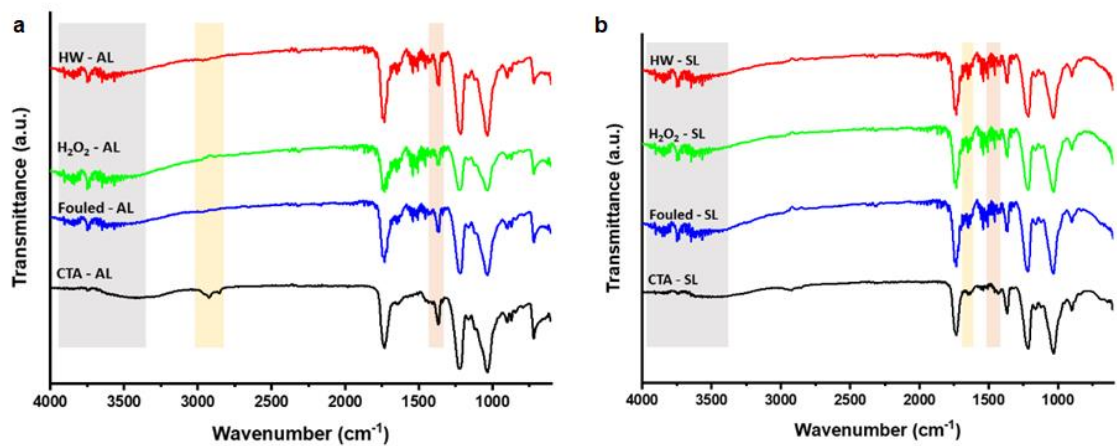 a
HW - AL
H₂O₂ - AL
Fouled - AL
CTA - AL
Transmittance (a.u.)
4000 3500 3000 2500 2000 1500 1000
Wavenumber (cm⁻¹)
b
HW - SL
H₂O₂ - SL
Fouled - SL
CTA - SL
Transmittance (a.u.)
4000 3500 3000 2500 2000 1500 1000
Wavenumber (cm⁻¹)